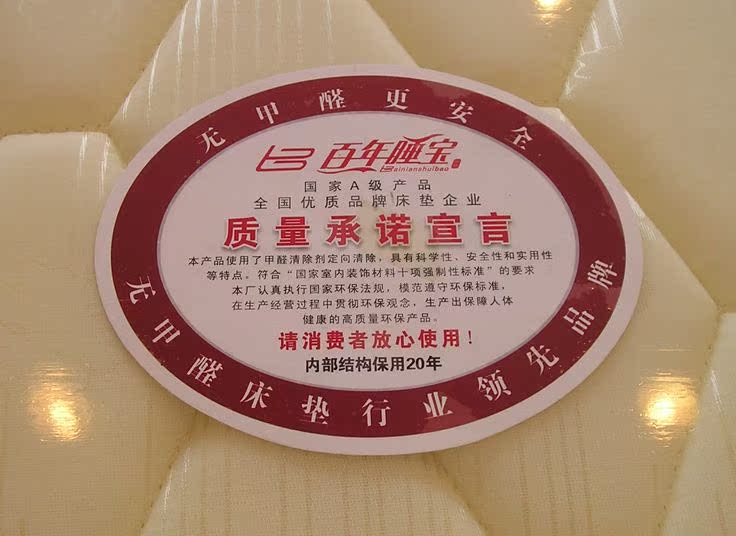 无甲醛更安全
百年睡宝
Bainianshuibao
国家A级产品
全国优质品牌床垫企业
质量承诺宣言
本产品使用了甲醛清除剂定向清除，具有科学性、安全性和实用性
等特点。符合“国家室内装饰材料十项强制性标准”的要求
本厂认真执行国家环保法规，模范遵守环保标准，
在生产经营过程中贯彻环保观念，生产出保障人体
健康的高质量环保产品。
请消费者放心使用！
内部结构保用20年
无甲醛床垫行业领先品牌